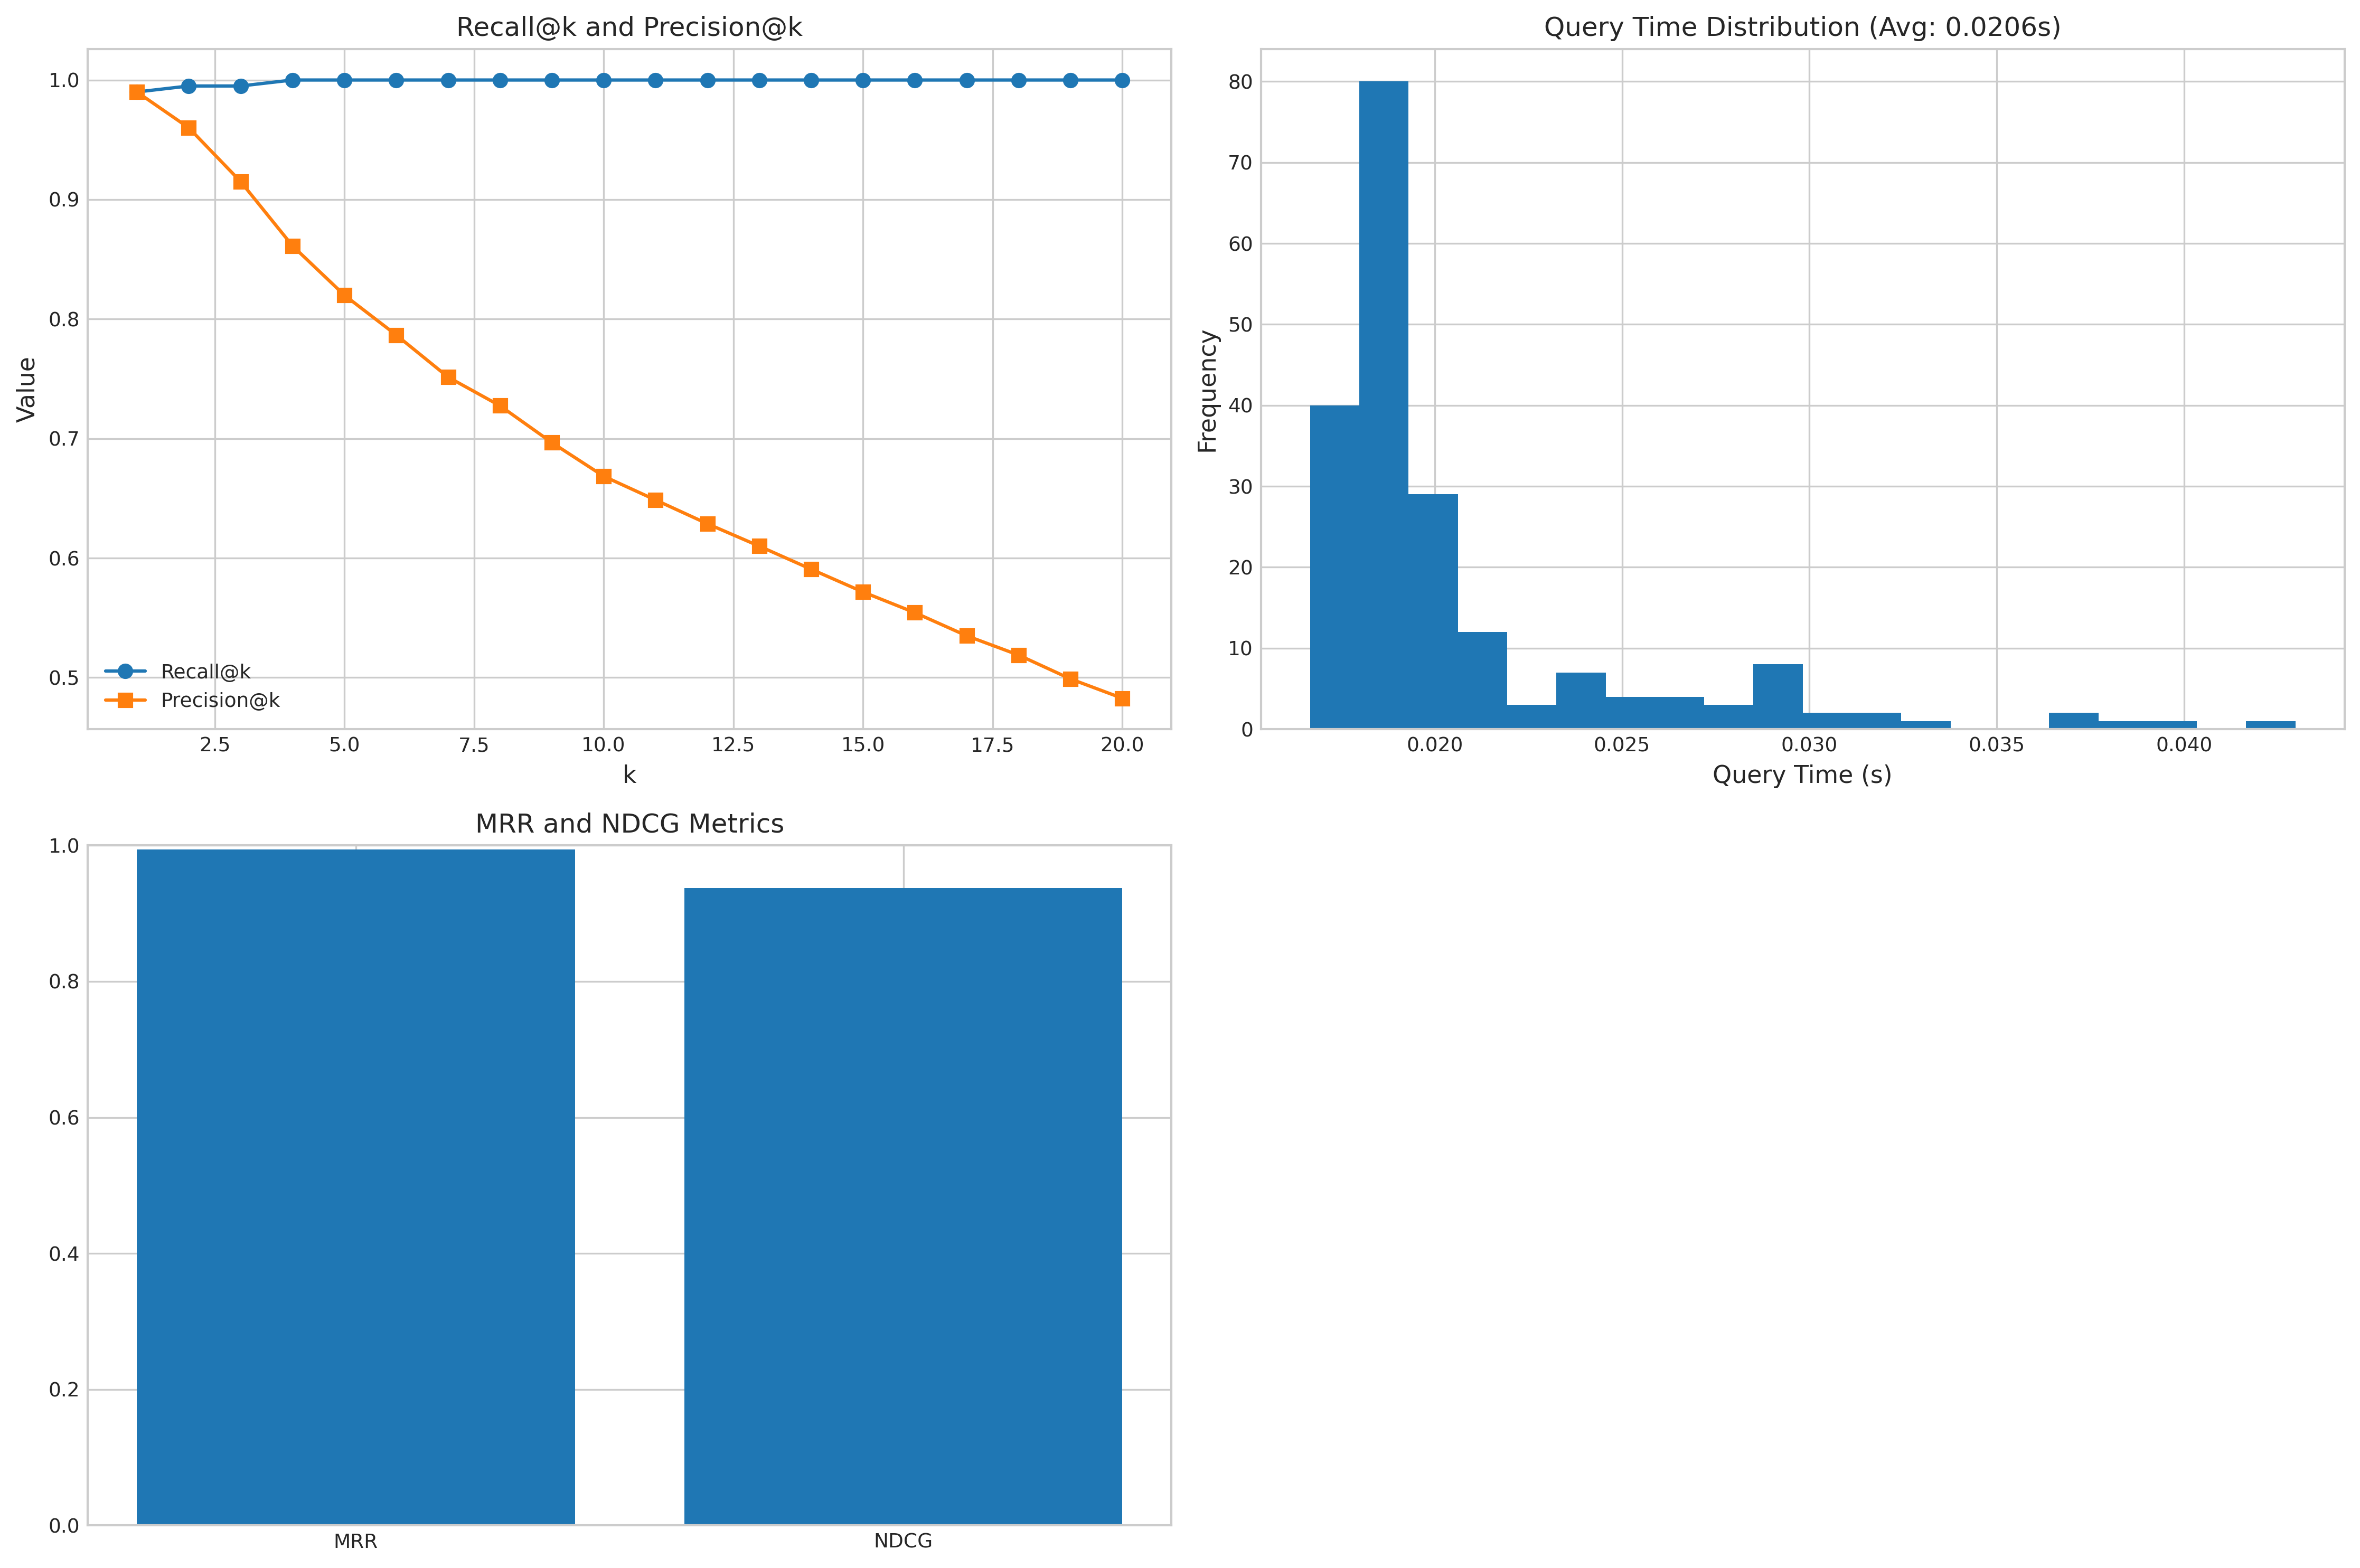 Recall@k and Precision@k
1.0
0.9
0.8
0.7
0.6
0.5
Value
Recall@k
Precision@k
2.5 5.0 7.5 10.0 12.5 15.0 17.5 20.0
k
Query Time Distribution (Avg: 0.0206s)
80
70
60
50
40
30
20
10
0
Frequency
0.020 0.025 0.030 0.035 0.040
Query Time (s)
MRR and NDCG Metrics
1.0
0.8
0.6
0.4
0.2
0.0
MRR NDCG